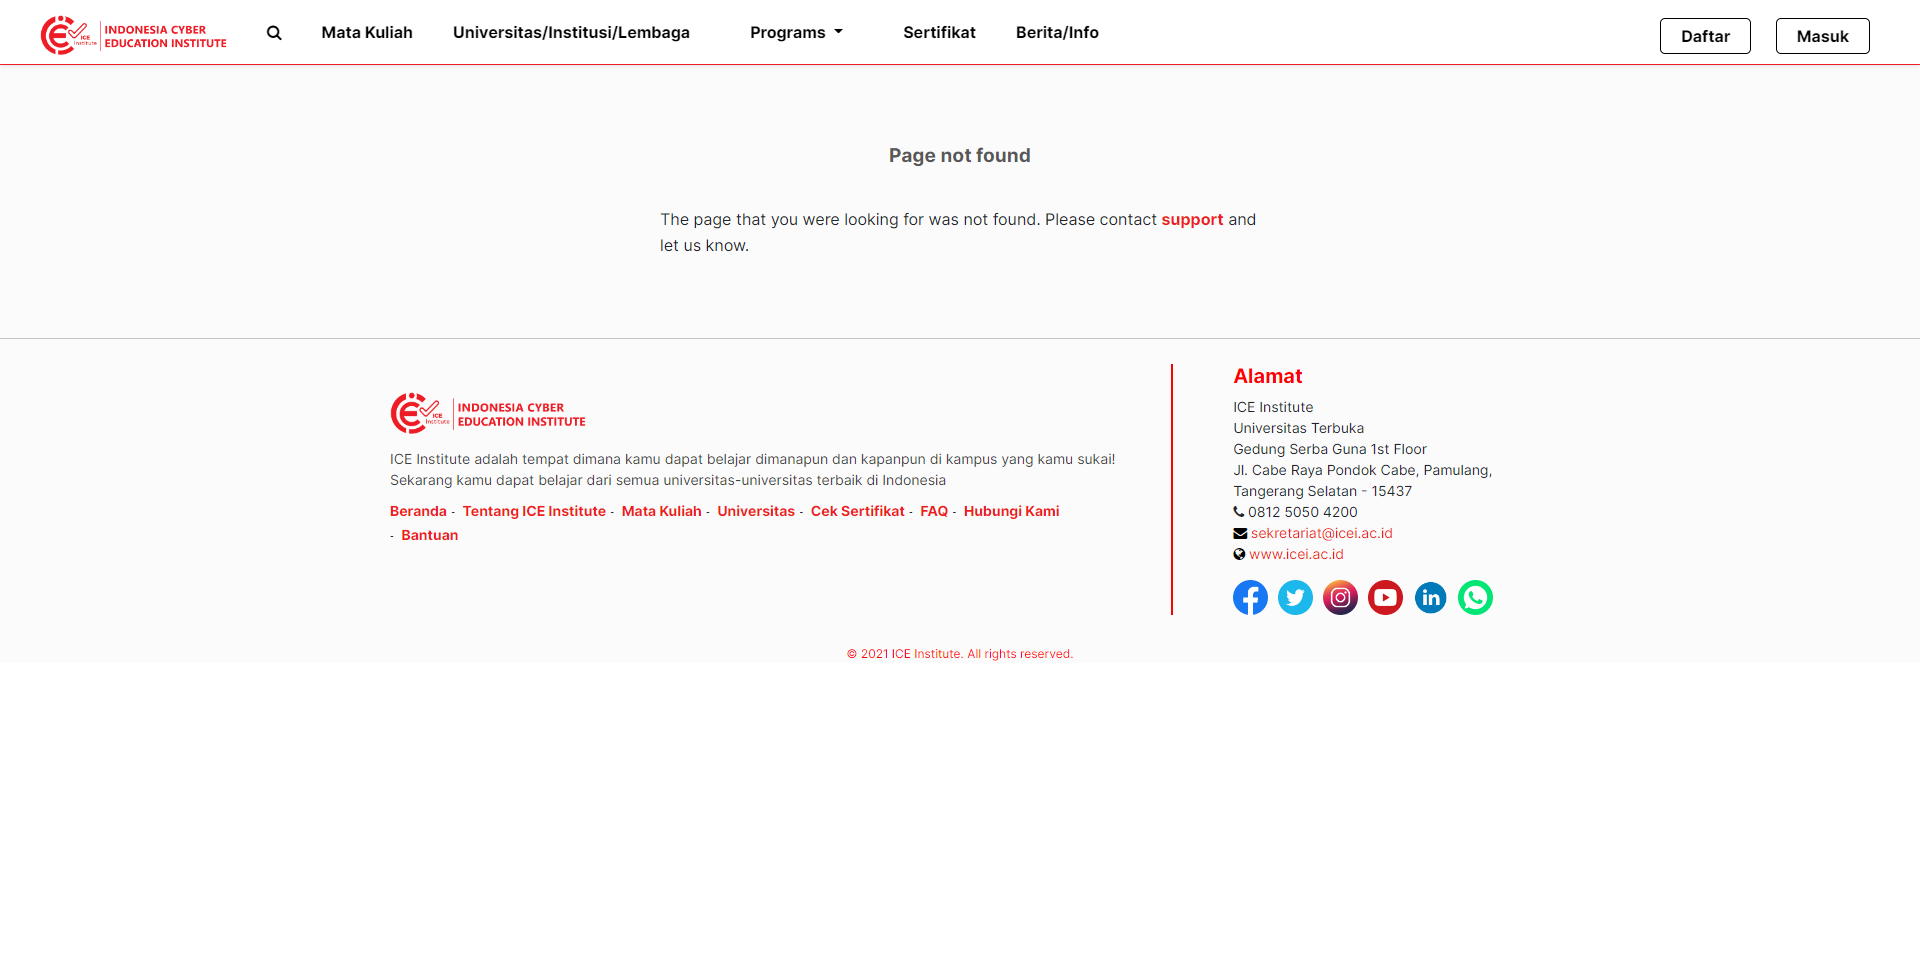 ICE
Institute
INDONESIA CYBER
EDUCATION INSTITUTE
Mata Kuliah
Universitas/Institusi/Lembaga
Programs
Sertifikat
Berita/Info
Daftar
Masuk
Page not found
The page that you were looking for was not found. Please contact support and
let us know.
ICE
Institute
INDONESIA CYBER
EDUCATION INSTITUTE
ICE Institute adalah tempat dimana kamu dapat belajar dimanapun dan kapanpun di kampus yang kamu sukai!
Sekarang kamu dapat belajar dari semua universitas-universitas terbaik di Indonesia
Beranda - Tentang ICE Institute - Mata Kuliah - Universitas - Cek Sertifikat - FAQ - Hubungi Kami
- Bantuan
Alamat
ICE Institute
Universitas Terbuka
Gedung Serba Guna 1st Floor
Jl. Cabe Raya Pondok Cabe, Pamulang,
Tangerang Selatan - 15437
0812 5050 4200
sekretariat@icei.ac.id
www.icei.ac.id
© 2021 ICE Institute. All rights reserved.